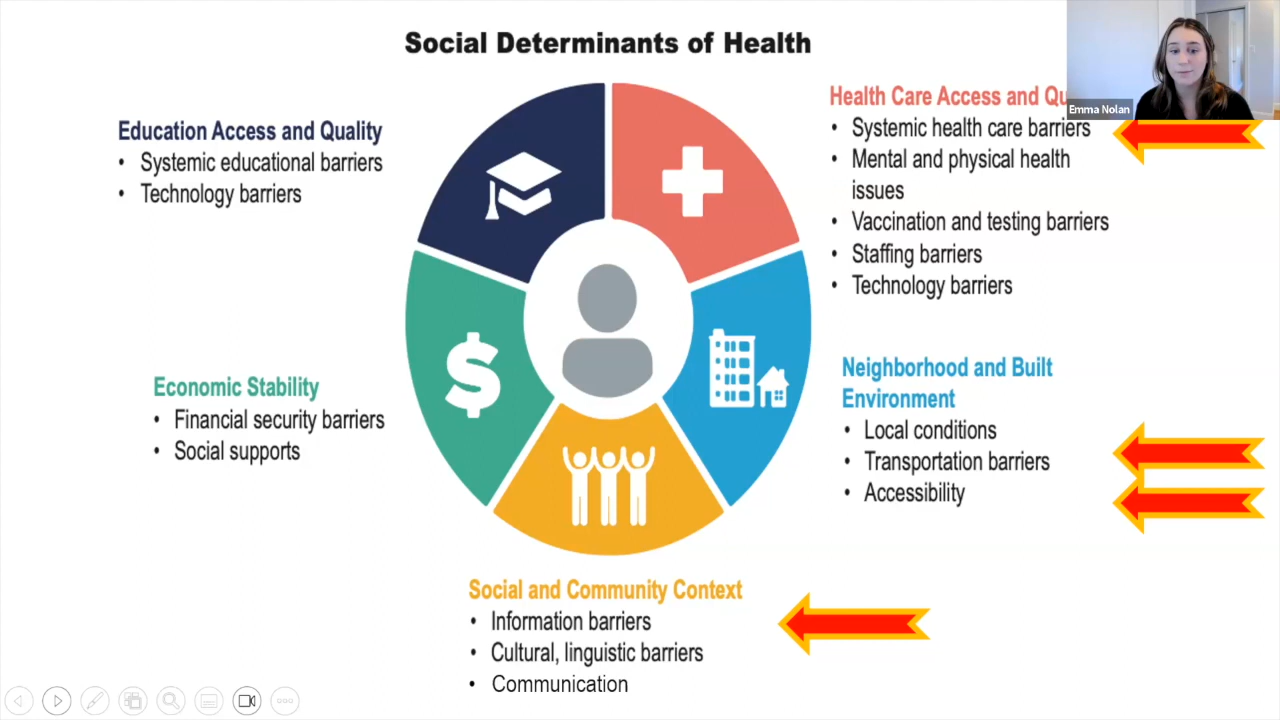 Social Determinants of Health
Education Access and Quality
• Systemic educational barriers
• Technology barriers
Health Care Access and Qu
• Systemic health care barriers
• Mental and physical health
issues
• Vaccination and testing barriers
• Staffing barriers
• Technology barriers
Emma Nolan
$
Economic Stability
• Financial security barriers
• Social supports
Neighborhood and Built
Environment
• Local conditions
• Transportation barriers
• Accessibility
Social and Community Context
• Information barriers
• Cultural, linguistic barriers
• Communication